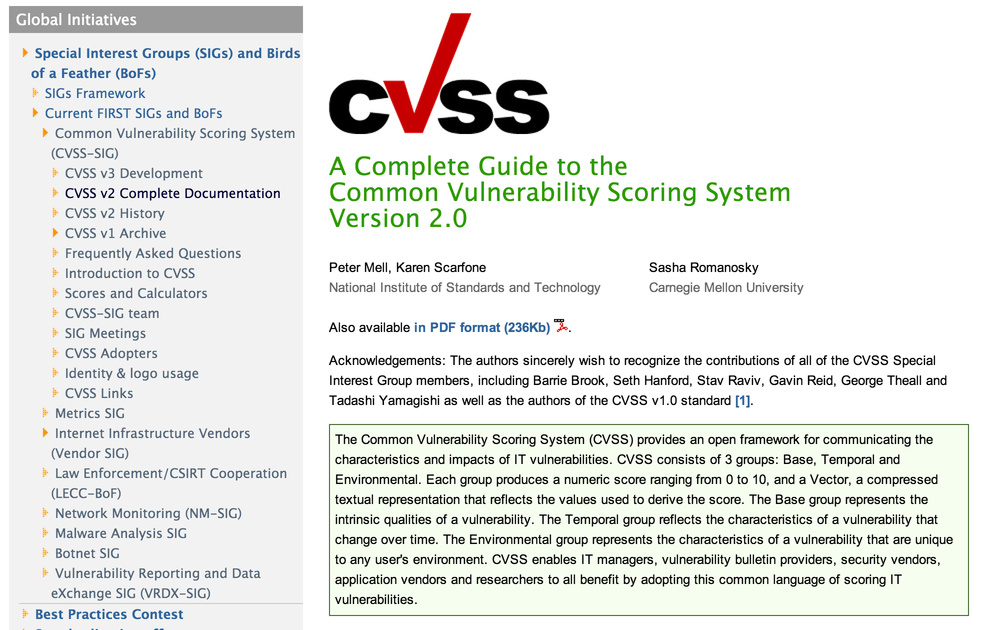 Global Initiatives
Special Interest Groups (SIGs) and Birds
of a Feather (BoFs)
SIGs Framework
Current FIRST SIGs and BoFs
Common Vulnerability Scoring System
(CVSS-SIG)
CVSS v3 Development
CVSS v2 Complete Documentation
CVSS v2 History
CVSS v1 Archive
Frequently Asked Questions
Introduction to CVSS
Scores and Calculators
CVSS-SIG team
SIG Meetings
CVSS Adopters
Identity & logo usage
CVSS Links
Metrics SIG
Internet Infrastructure Vendors
(Vendor SIG)
Law Enforcement/CSIRT Cooperation
(LECC-BoF)
Network Monitoring (NM-SIG)
Malware Analysis SIG
Botnet SIG
Vulnerability Reporting and Data
eXchange SIG (VRDX-SIG)
Best Practices Contest
CVSS
A Complete Guide to the
Common Vulnerability Scoring System
Version 2.0
Peter Mell, Karen Scarfone
National Institute of Standards and Technology
Sasha Romanosky
Carnegie Mellon University
Also available in PDF format (236Kb) .
Acknowledgements: The authors sincerely wish to recognize the contributions of all of the CVSS Special
Interest Group members, including Barrie Brook, Seth Hanford, Stav Raviv, Gavin Reid, George Theall and
Tadashi Yamagishi as well as the authors of the CVSS v1.0 standard [1].
The Common Vulnerability Scoring System (CVSS) provides an open framework for communicating the
characteristics and impacts of IT vulnerabilities. CVSS consists of 3 groups: Base, Temporal and
Environmental. Each group produces a numeric score ranging from 0 to 10, and a Vector, a compressed
textual representation that reflects the values used to derive the score. The Base group represents the
intrinsic qualities of a vulnerability. The Temporal group reflects the characteristics of a vulnerability that
change over time. The Environmental group represents the characteristics of a vulnerability that are unique
to any user's environment. CVSS enables IT managers, vulnerability bulletin providers, security vendors,
application vendors and researchers to all benefit by adopting this common language of scoring IT
vulnerabilities.